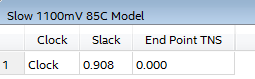 Slow 1100mV 85C Model
Clock Slack End Point TNS
1 Clock 0.908 0.000